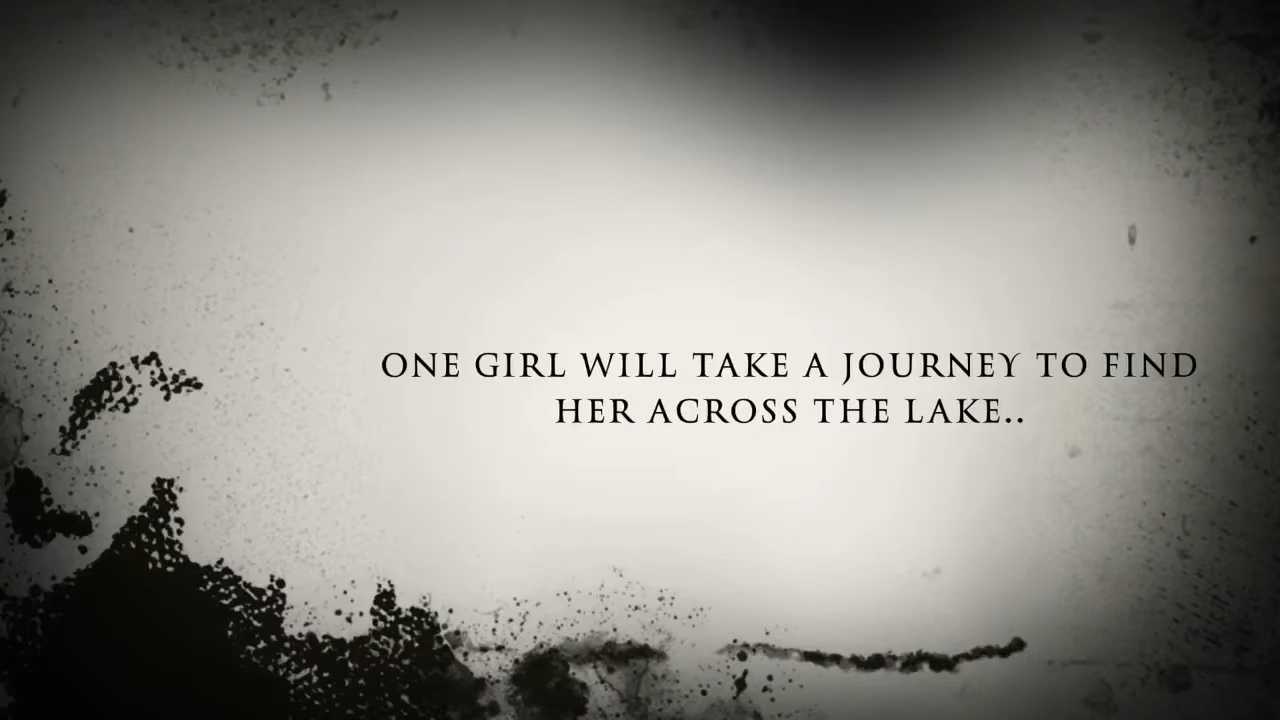 ONE GIRL WILL TAKE A JOURNEY TO FIND
HER ACROSS THE LAKE..